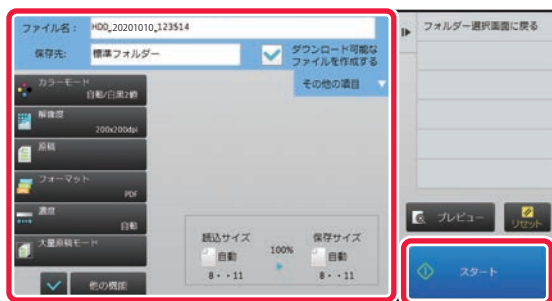 ファイル名： HDD_20201010_123514
保存先： 標準フォルダー
ダウンロード可能な
ファイルを作成する
その他の項目
カラーモード
自動/白黒2値
解像度
200x200dpi
原稿
フォーマット
PDF
濃度
自動
大量原稿モード
他の機能
読込サイズ
自動
8・・11
100%
保存サイズ
自動
8・・11
フォルダー選択画面に戻る
プレビュー
リセット
スタート